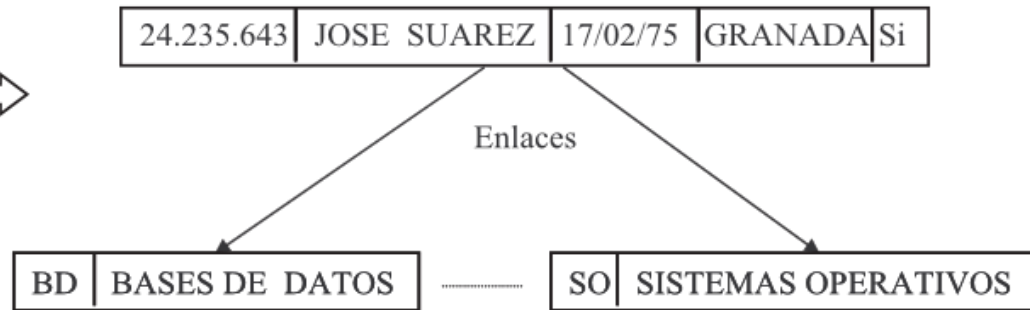 24.235.643 JOSE SUAREZ 17/02/75 GRANADA Si
Enlaces
BD BASES DE DATOS SO SISTEMAS OPERATIVOS